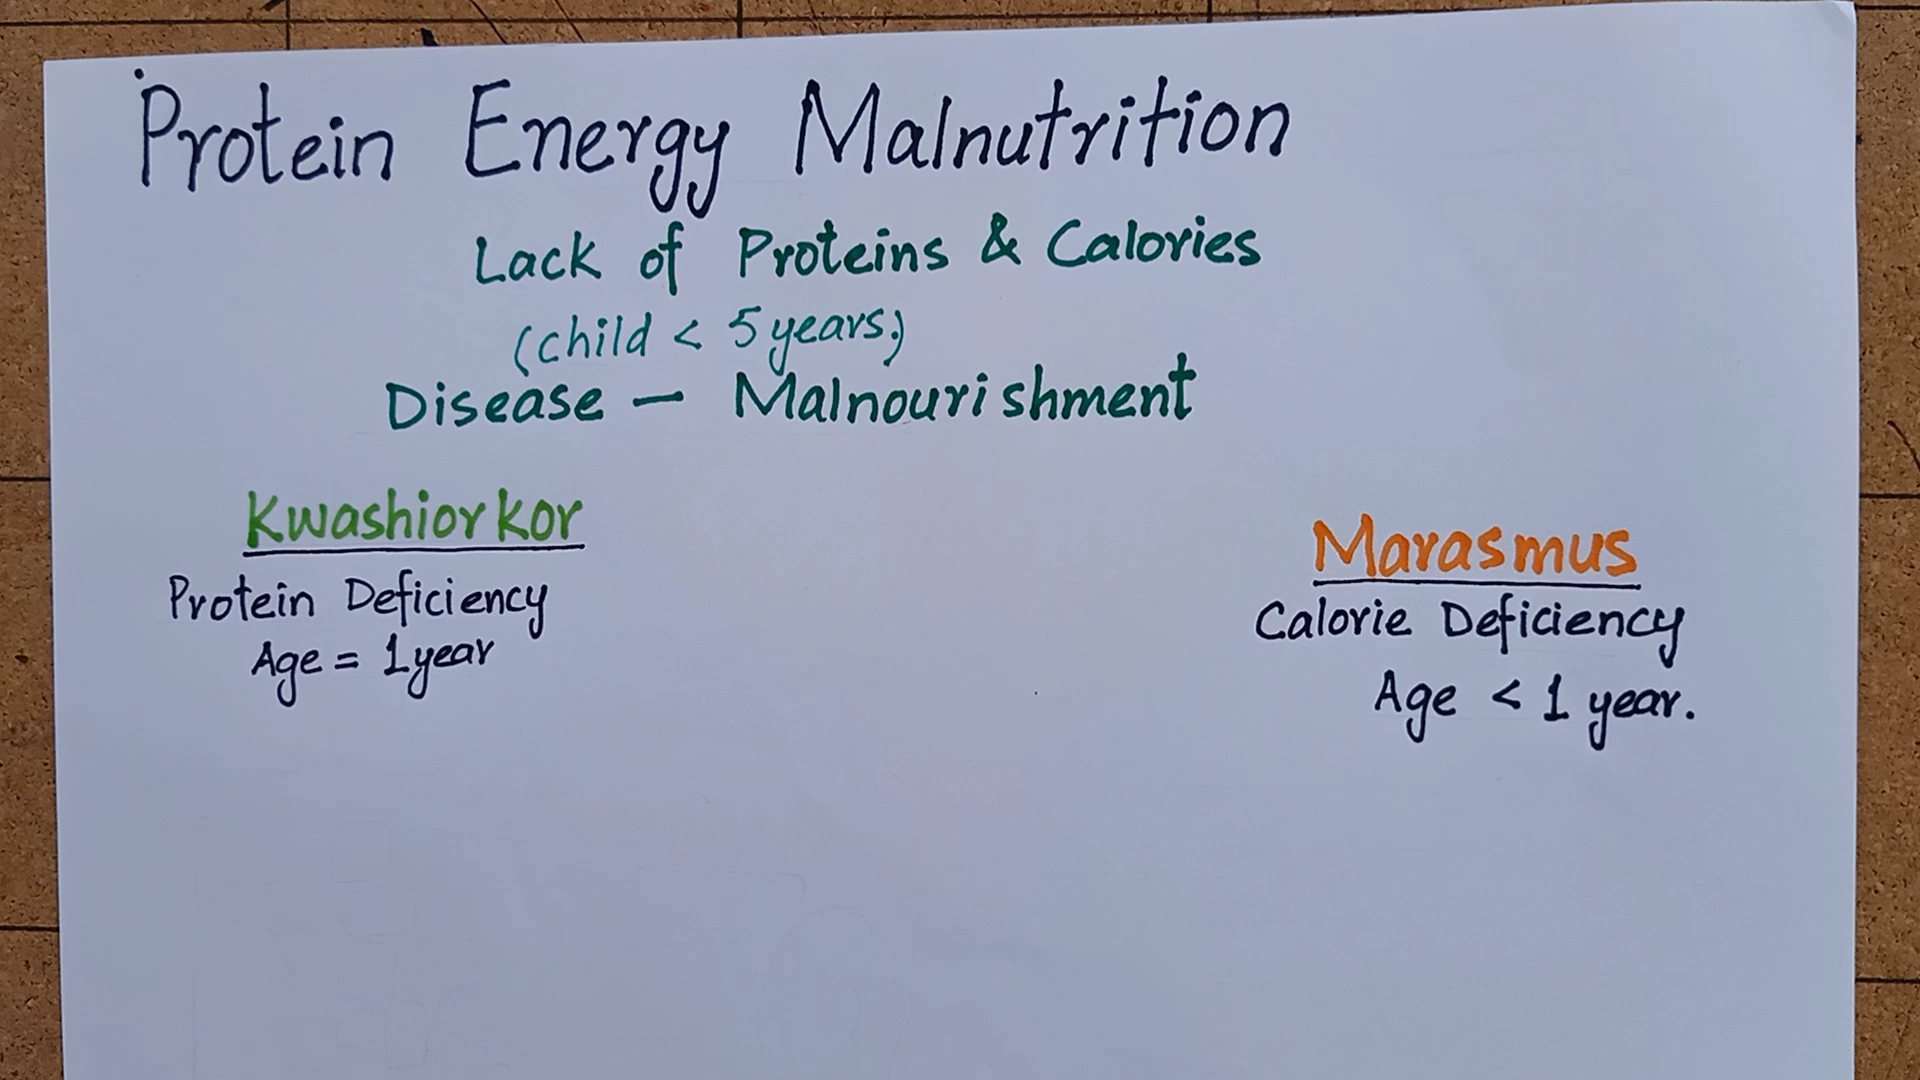 Protein Energy Malnutrition
Lack of Proteins & Calories
(child < 5 years.)
Disease — Malnourishment
Kwashiorkor
Protein Deficiency
Age = 1 year
Marasmus
Calorie Deficiency
Age < 1 year.